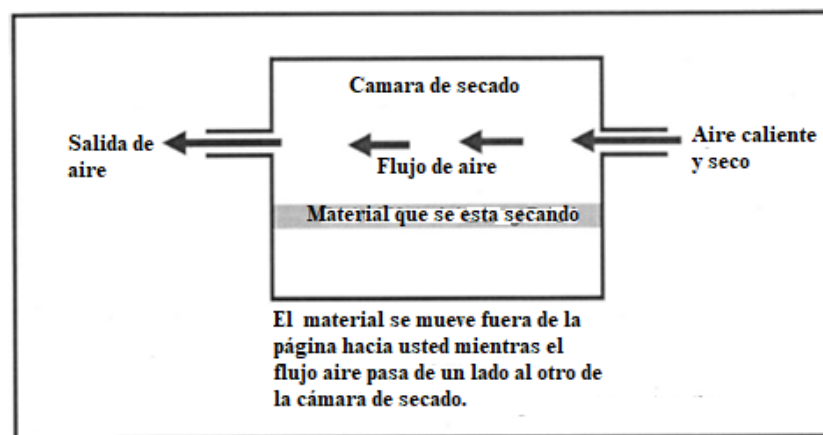 Camara de secado
Salida de
aire
Aire caliente
y seco
Flujo de aire
Material que se esta secando
El material se mueve fuera de la
página hacia usted mientras el
flujo aire pasa de un lado al otro de
la cámara de secado.